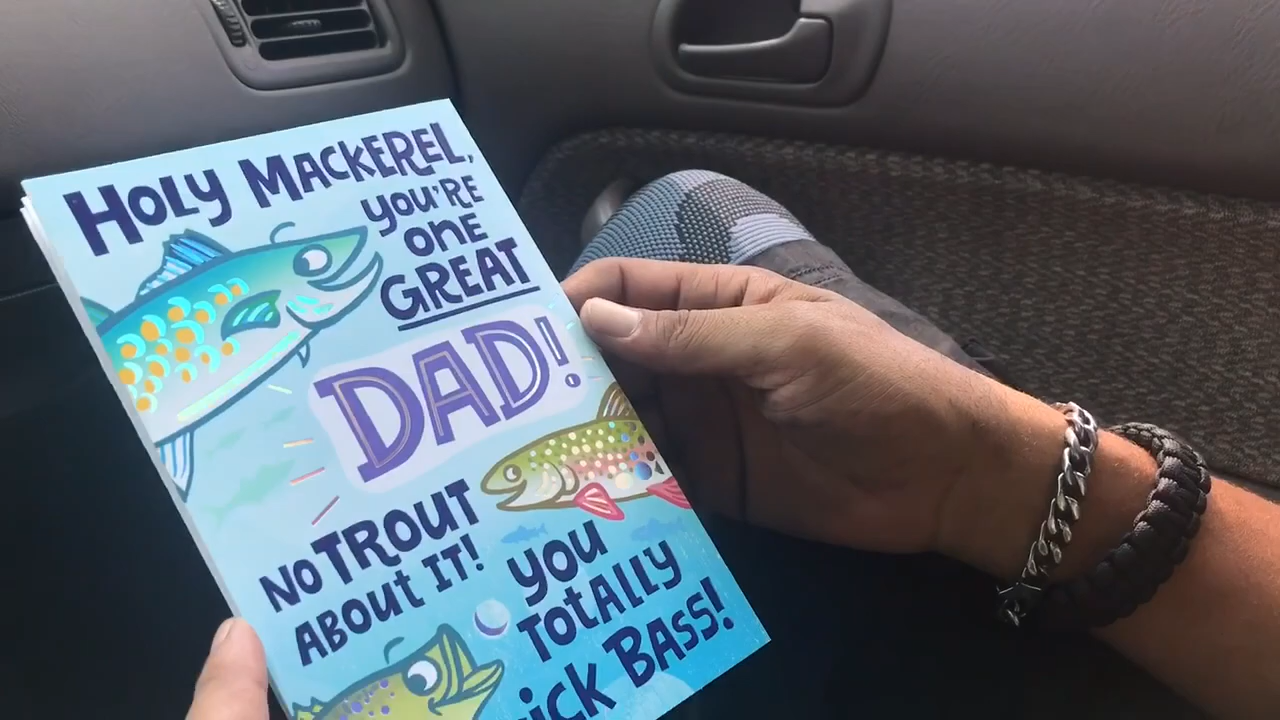 HOLY MACKEREL,
YOU'RE
ONE
GREAT
DAD!
NO TROUT
ABOUT IT!
YOU
TOTALLY
BASS!